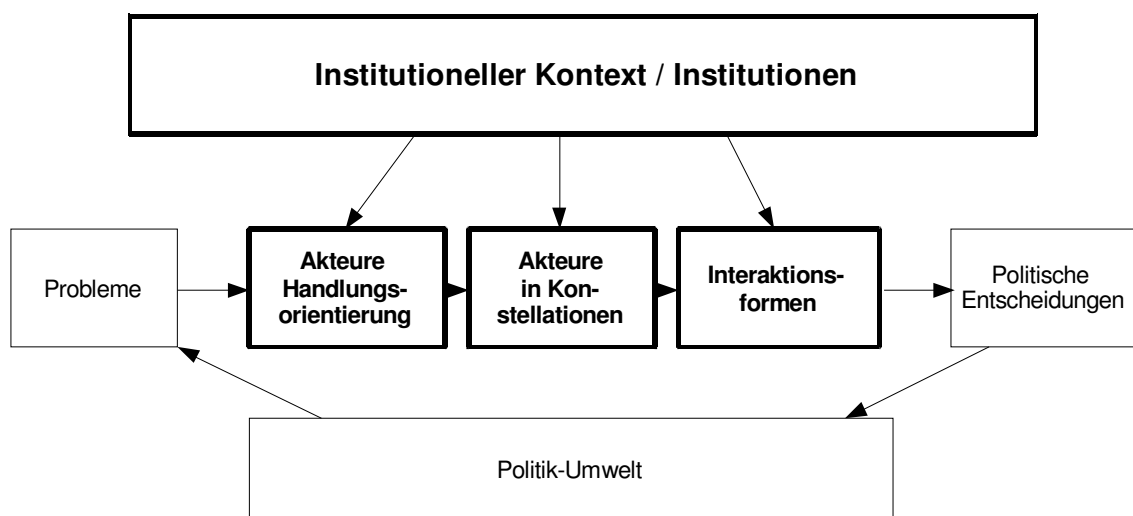 Institutioneller Kontext / Institutionen
Probleme
Akteure
Handlungs-
orientierung
Akteure
in Kon-
stellationen
Interaktions-
formen
Politische
Entscheidungen
Politik-Umwelt